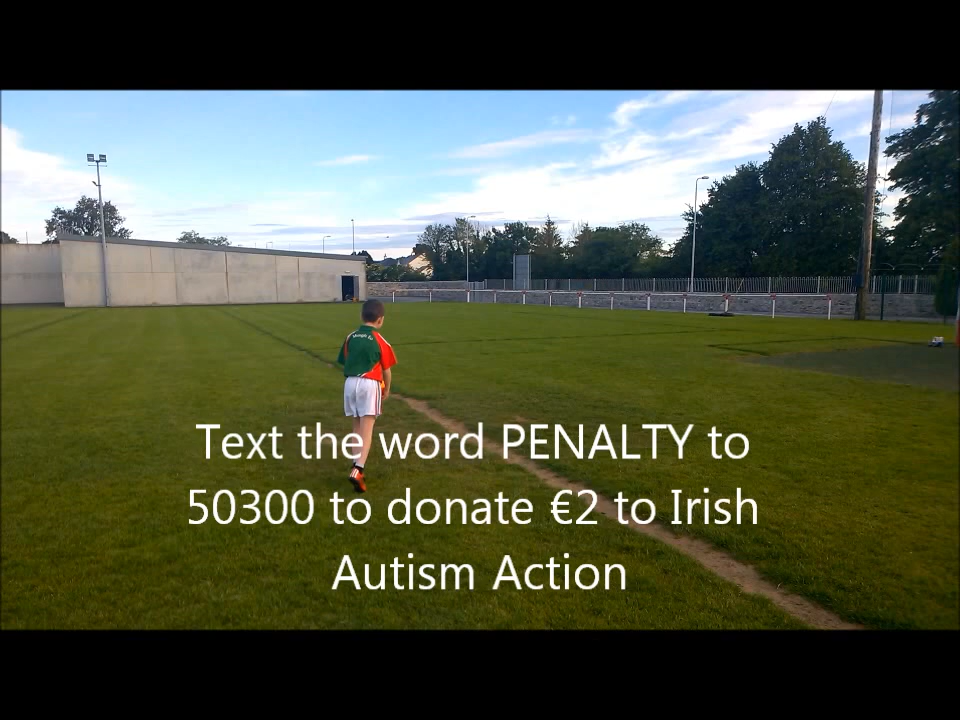 Text the word PENALTY to
50300 to donate €2 to Irish
Autism Action